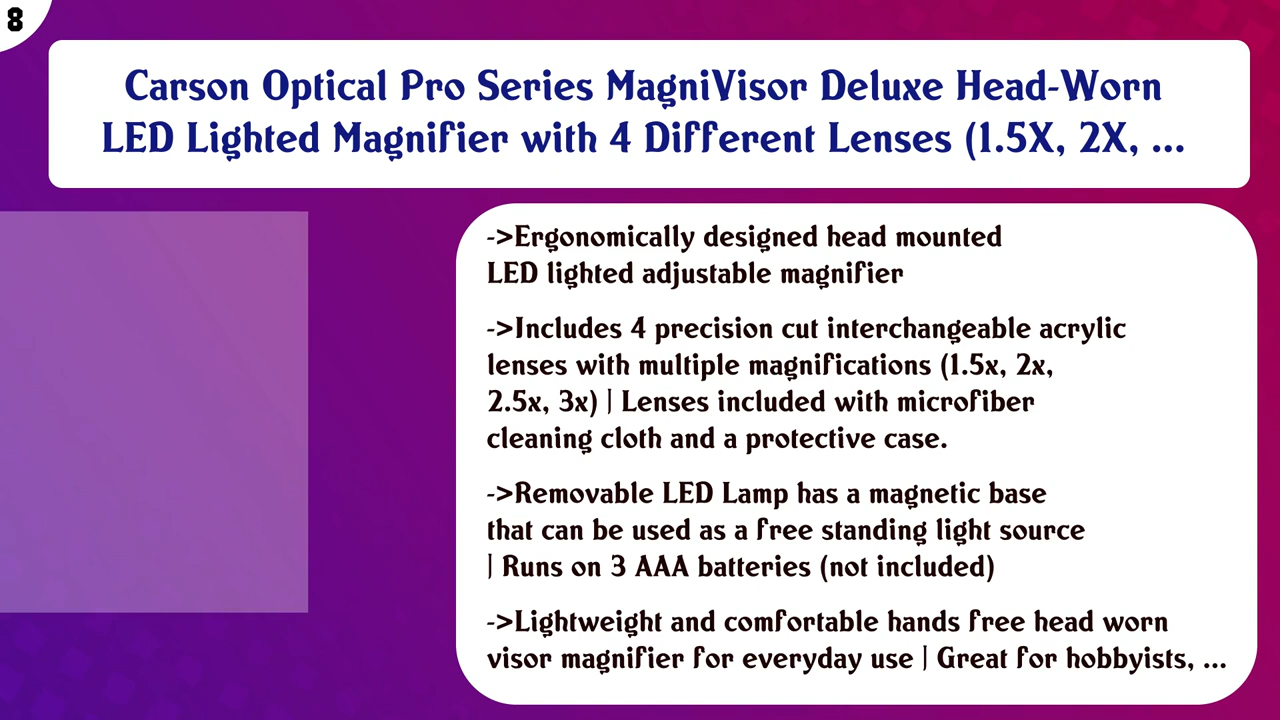 8
Carson Optical Pro Series MagniVisor Deluxe Head-Worn
LED Lighted Magnifier with 4 Different Lenses (1.5X, 2X, ...
->Ergonomically designed head mounted
LED lighted adjustable magnifier
->Includes 4 precision cut interchangeable acrylic
lenses with multiple magnifications (1.5x, 2x,
2.5x, 3x) | Lenses included with microfiber
cleaning cloth and a protective case.
->Removable LED Lamp has a magnetic base
that can be used as a free standing light source
| Runs on 3 AAA batteries (not included)
->Lightweight and comfortable hands free head worn
visor magnifier for everyday use | Great for hobbyists, ...